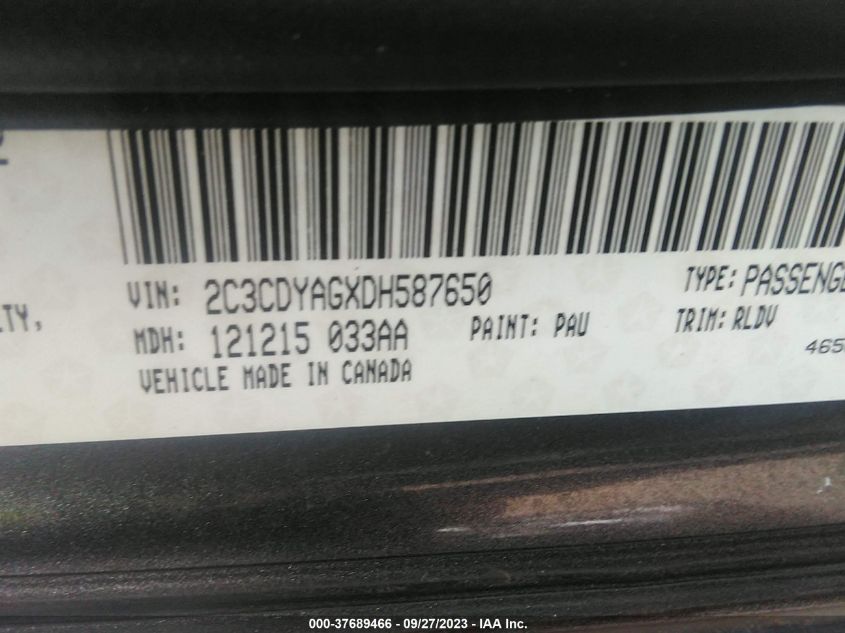 LTY,
VIN: 2C3CDYAGXDH587650
TYPE: PASSENGE
MDH: 121215 033AA
PAINT: PAU
TRIM: RLDV
VEHICLE MADE IN CANADA
000-37689466 - 09/27/2023 - IAA Inc.